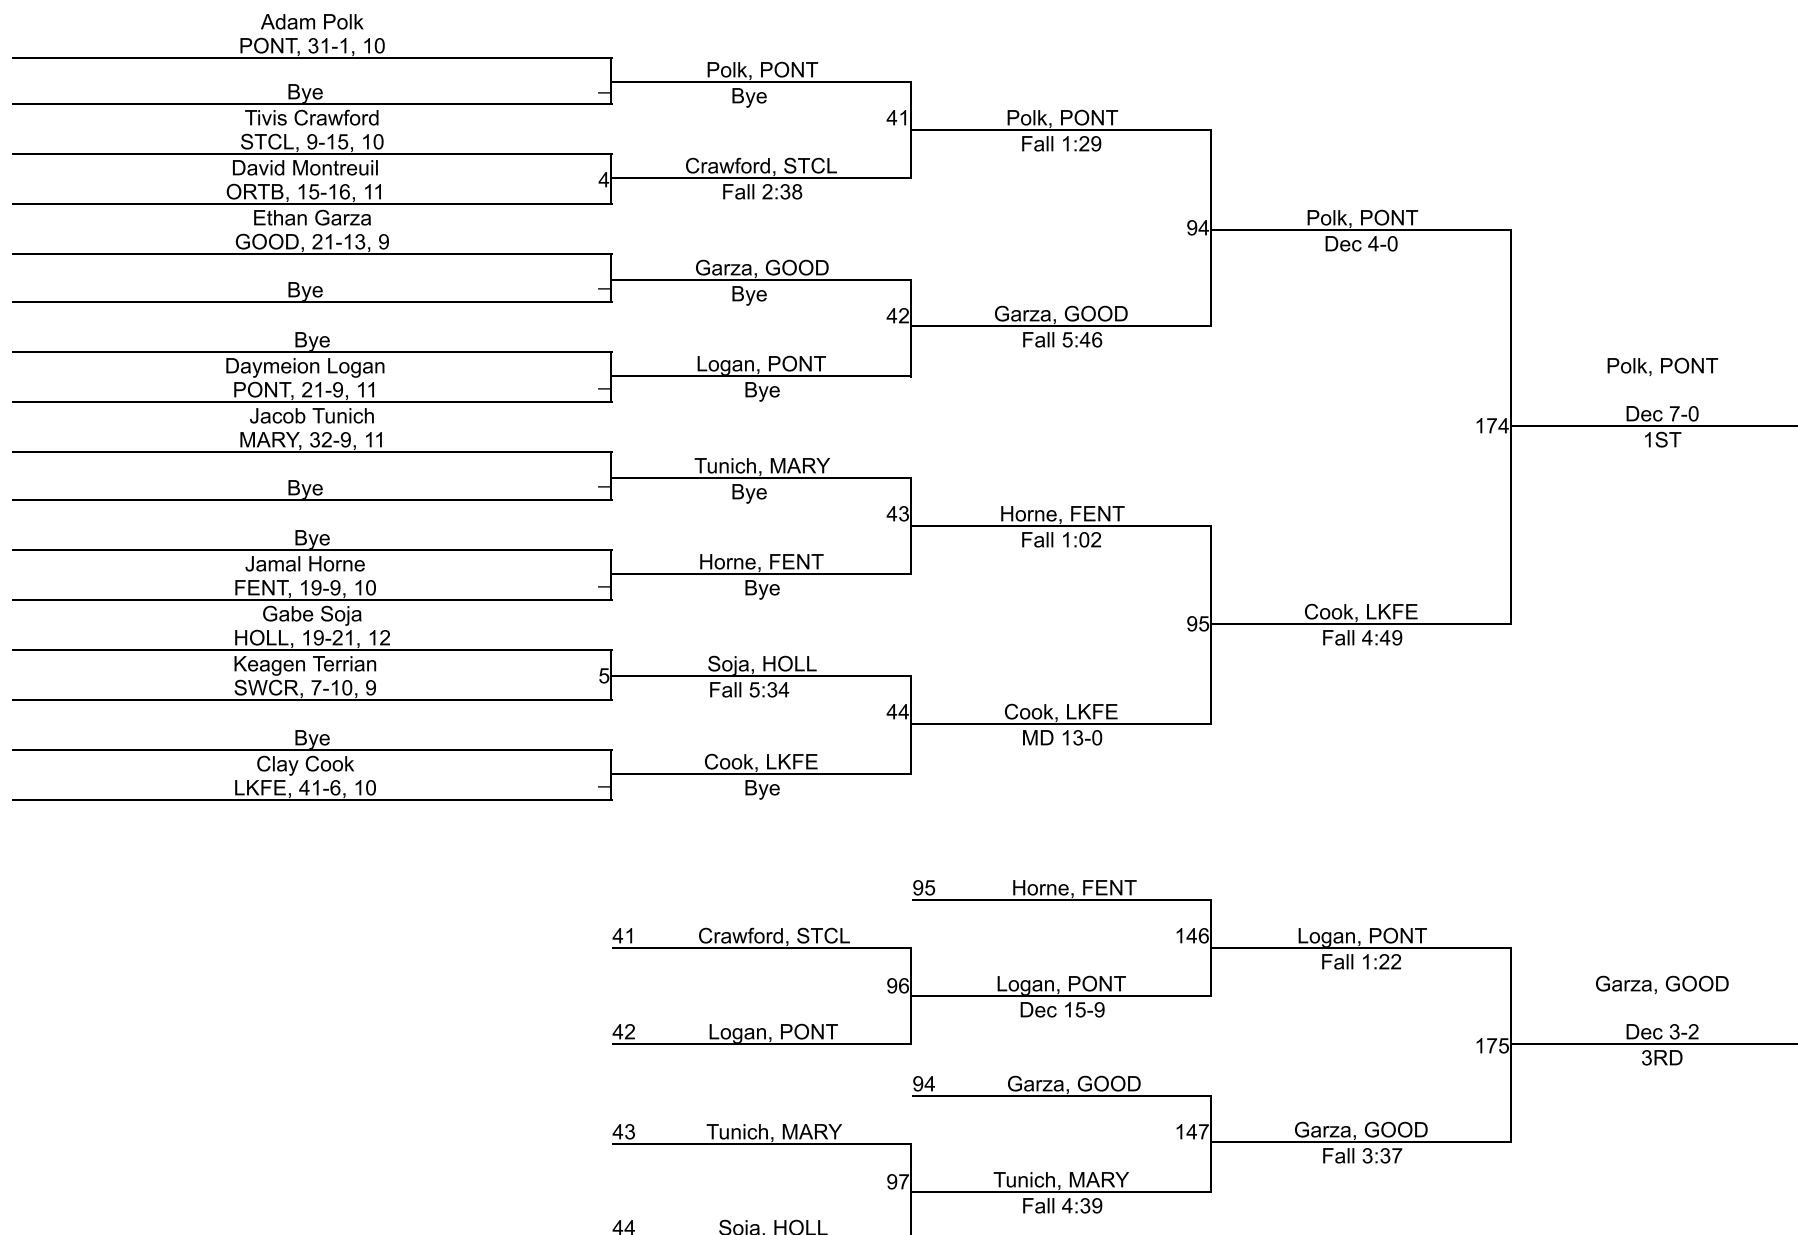 Adam Polk
PONT, 31-1, 10
Bye
Tivis Crawford
STCL, 9-15, 10
David Montreuil
ORTB, 15-16, 11
4
Ethan Garza
GOOD, 21-13, 9
Bye
Bye
Daymeion Logan
PONT, 21-9, 11
Jacob Tunich
MARY, 32-9, 11
Bye
Bye
Jamal Horne
FENT, 19-9, 10
Gabe Soja
HOLL, 19-21, 12
Keagen Terrian
SWCR, 7-10, 9
5
Bye
Clay Cook
LKFE, 41-6, 10
Polk, PONT
Bye
41
Crawford, STCL
Fall 2:38
Garza, GOOD
Bye
42
Logan, PONT
Bye
Tunich, MARY
Bye
43
Horne, FENT
Bye
Soja, HOLL
Fall 5:34
44
Cook, LKFE
Bye
Polk, PONT
Fall 1:29
94
Garza, GOOD
Fall 5:46
Horne, FENT
Fall 1:02
95
Cook, LKFE
MD 13-0
Polk, PONT
Dec 4-0
174
Cook, LKFE
Fall 4:49
Polk, PONT
Dec 7-0
1ST
41 Crawford, STCL
96
42 Logan, PONT
43 Tunich, MARY
97
44 Soja, HOLL
95 Horne, FENT
146
Logan, PONT
Dec 15-9
94 Garza, GOOD
147
Tunich, MARY
Fall 4:39
Logan, PONT
Fall 1:22
175
Garza, GOOD
Fall 3:37
Garza, GOOD
Dec 3-2
3RD